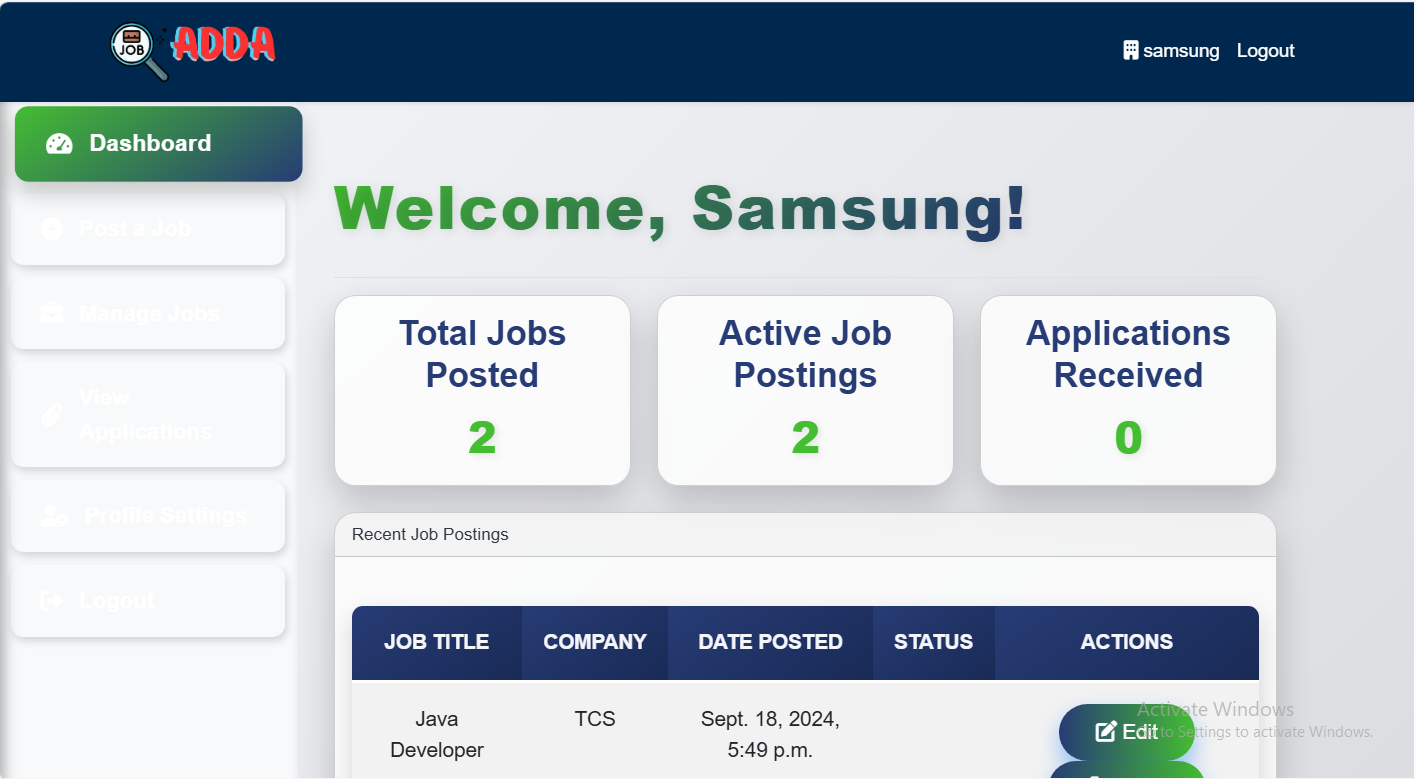 JOB
ADDA
samsung Logout
Dashboard
Post a Job
Manage Jobs
View
Applications
Profile Settings
Logout
Welcome, Samsung!
Total Jobs
Posted
2
Active Job
Postings
2
Applications
Received
0
Recent Job Postings
JOB TITLE COMPANY DATE POSTED STATUS ACTIONS
Java TCS Sept. 18, 2024,
Developer 5:49 p.m.
Edit
Activate Windows
to Settings to activate Windows.